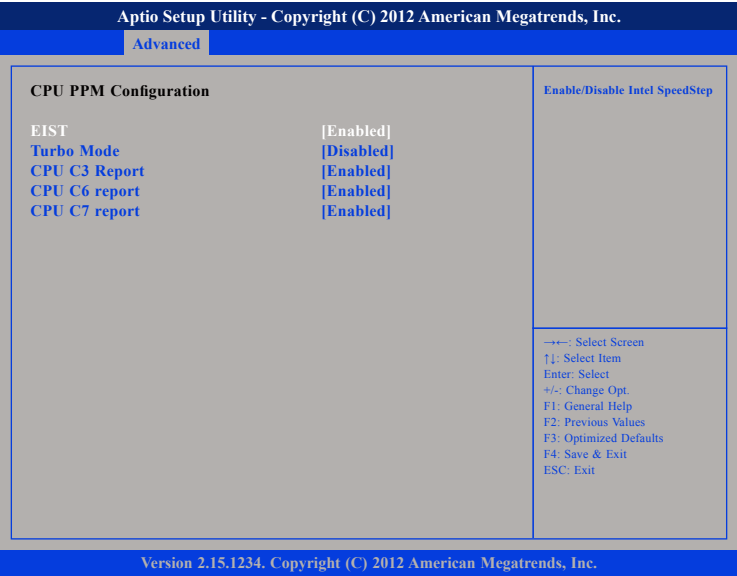 Aptio Setup Utility - Copyright (C) 2012 American Megatrends, Inc.
Advanced
CPU PPM Configuration
EIST [Enabled]
Turbo Mode [Disabled]
CPU C3 Report [Enabled]
CPU C6 report [Enabled]
CPU C7 report [Enabled]
Enable/Disable Intel SpeedStep
→←: Select Screen
↑↓: Select Item
Enter: Select
+/-: Change Opt.
F1: General Help
F2: Previous Values
F3: Optimized Defaults
F4: Save & Exit
ESC: Exit
Version 2.15.1234. Copyright (C) 2012 American Megatrends, Inc.